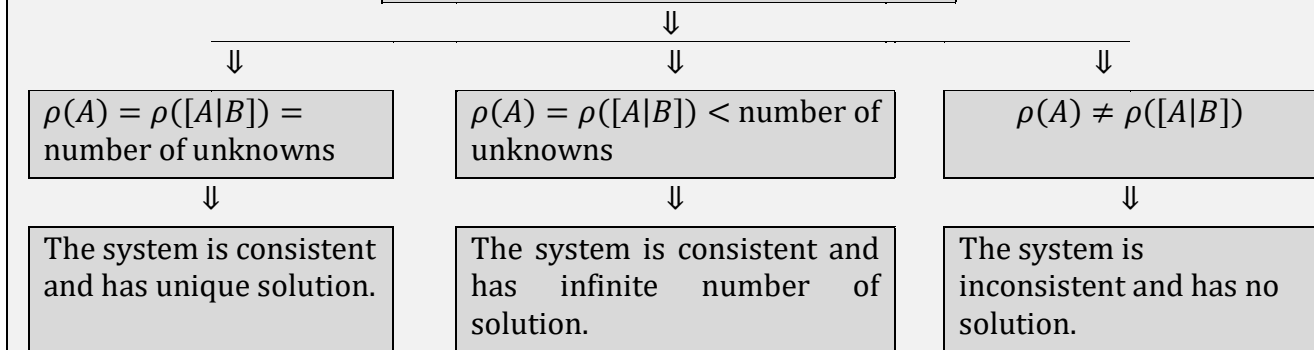 ⇓
⇓ ⇓ ⇓
𝜌(𝐴) = 𝜌([𝐴|𝐵]) =
number of unknowns
𝜌(𝐴) = 𝜌([𝐴|𝐵]) < number of
unknowns
𝜌(𝐴) ≠ 𝜌([𝐴|𝐵])
⇓ ⇓ ⇓
The system is consistent
and has unique solution.
The system is consistent and
has infinite number of
solution.
The system is
inconsistent and has no
solution.